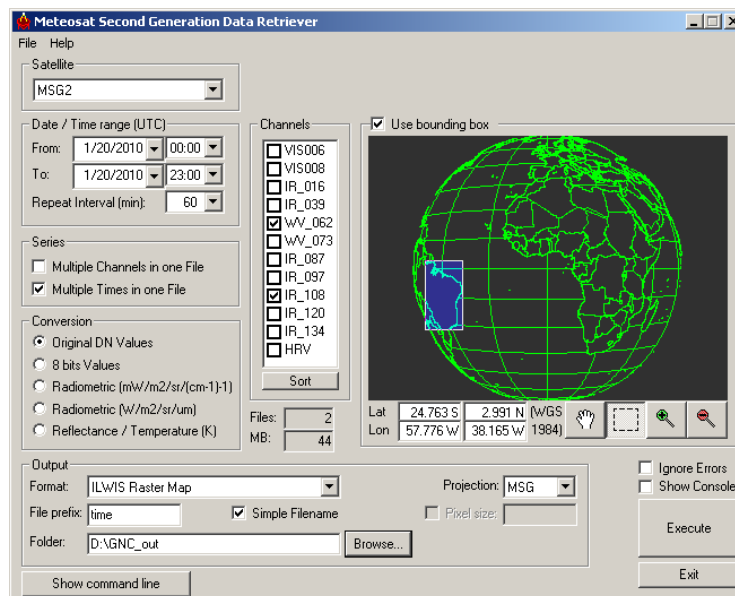 Meteosat Second Generation Data Retriever
File Help
Satellite
MSG2
Date / Time range (UTC)
From: 1/20/2010 00:00
To: 1/20/2010 23:00
Repeat Interval (min): 60
Series
Multiple Channels in one File
Multiple Times in one File
Conversion
Original DN Values
8 bits Values
Radiometric (mW/m2/sr/(cm-1)-1)
Radiometric (W/m2/sr/um)
Reflectance / Temperature (K)
Channels
VIS006
VIS008
IR_016
IR_039
WV_062
WV_073
IR_087
IR_097
IR_108
IR_120
IR_134
HRV
Sort
Files: 2
MB: 44
Use bounding box
Lat 24.763 S 2.991 N (WGS
Lon 57.776 W 38.165 W 1984)
Output
Format: ILWIS Raster Map Projection: MSG
File prefix: time Simple Filename Pixel size:
Folder: D:\GNC_out Browse...
Ignore Errors
Show Console
Execute
Exit
Show command line